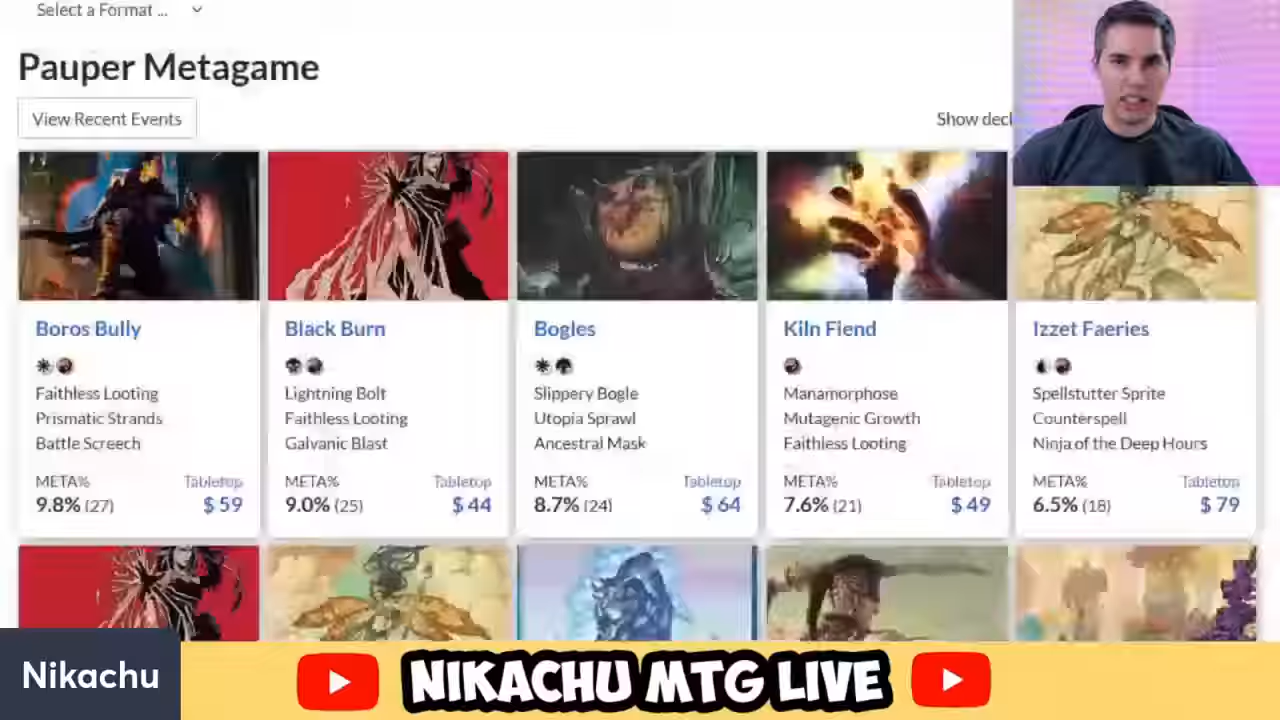 Select a Format ...
Pauper Metagame
View Recent Events
Show decl
Boros Bully
Faithless Looting
Prismatic Strands
Battle Screech
META% Tabletop
9.8% (27) $ 59
Black Burn
Lightning Bolt
Faithless Looting
Galvanic Blast
META% Tabletop
9.0% (25) $ 44
Bogles
Slippery Bogle
Utopia Sprawl
Ancestral Mask
META% Tabletop
8.7% (24) $ 64
Kiln Fiend
Manamorphose
Mutagenic Growth
Faithless Looting
META% Tabletop
7.6% (21) $ 49
Izzet Faeries
Spellstutter Sprite
Counterspell
Ninja of the Deep Hours
META% Tabletop
6.5% (18) $ 79
Nikachu
NIKACHU MTG LIVE